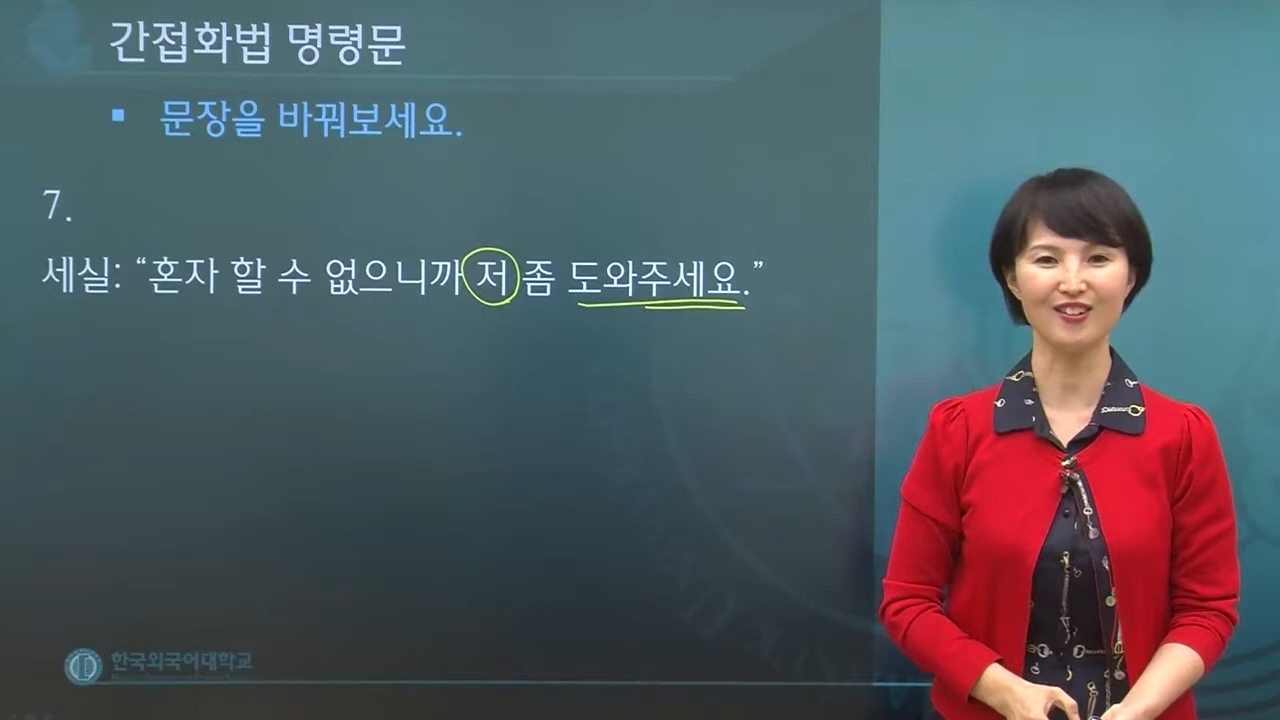 간접화법 명령문
▪ 문장을 바꿔보세요.
7.
세실: “혼자 할 수 없으니까 저 좀 도와주세요.”
한국외국어대학교